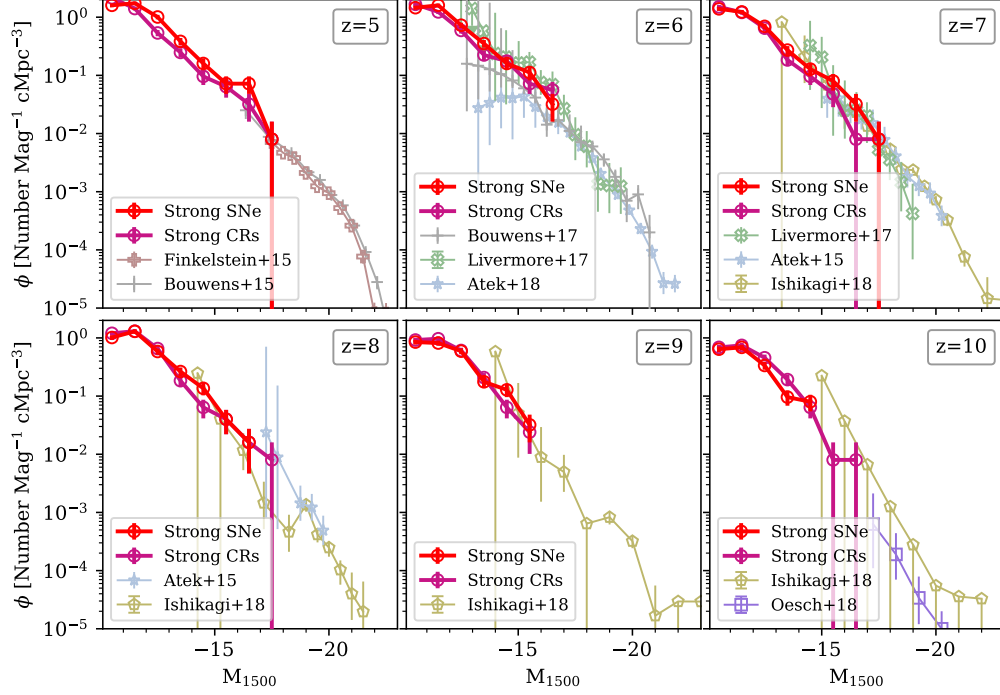 z=5
z=6
z=7
ϕ [Number Mag⁻¹ cMpc⁻³]
10⁰
10⁻¹
10⁻²
10⁻³
10⁻⁴
10⁻⁵
Strong SNe
Strong CRs
Finkelstein+15
Bouwens+15
Strong SNe
Strong CRs
Bouwens+17
Livermore+17
Atek+18
Strong SNe
Strong CRs
Livermore+17
Atek+15
Ishikagi+18
z=8
z=9
z=10
ϕ [Number Mag⁻¹ cMpc⁻³]
10⁰
10⁻¹
10⁻²
10⁻³
10⁻⁴
10⁻⁵
Strong SNe
Strong CRs
Atek+15
Ishikagi+18
Strong SNe
Strong CRs
Ishikagi+18
Strong SNe
Strong CRs
Ishikagi+18
Oesch+18
−15 −20
−15 −20
−15 −20
M₁₅₀₀
M₁₅₀₀
M₁₅₀₀